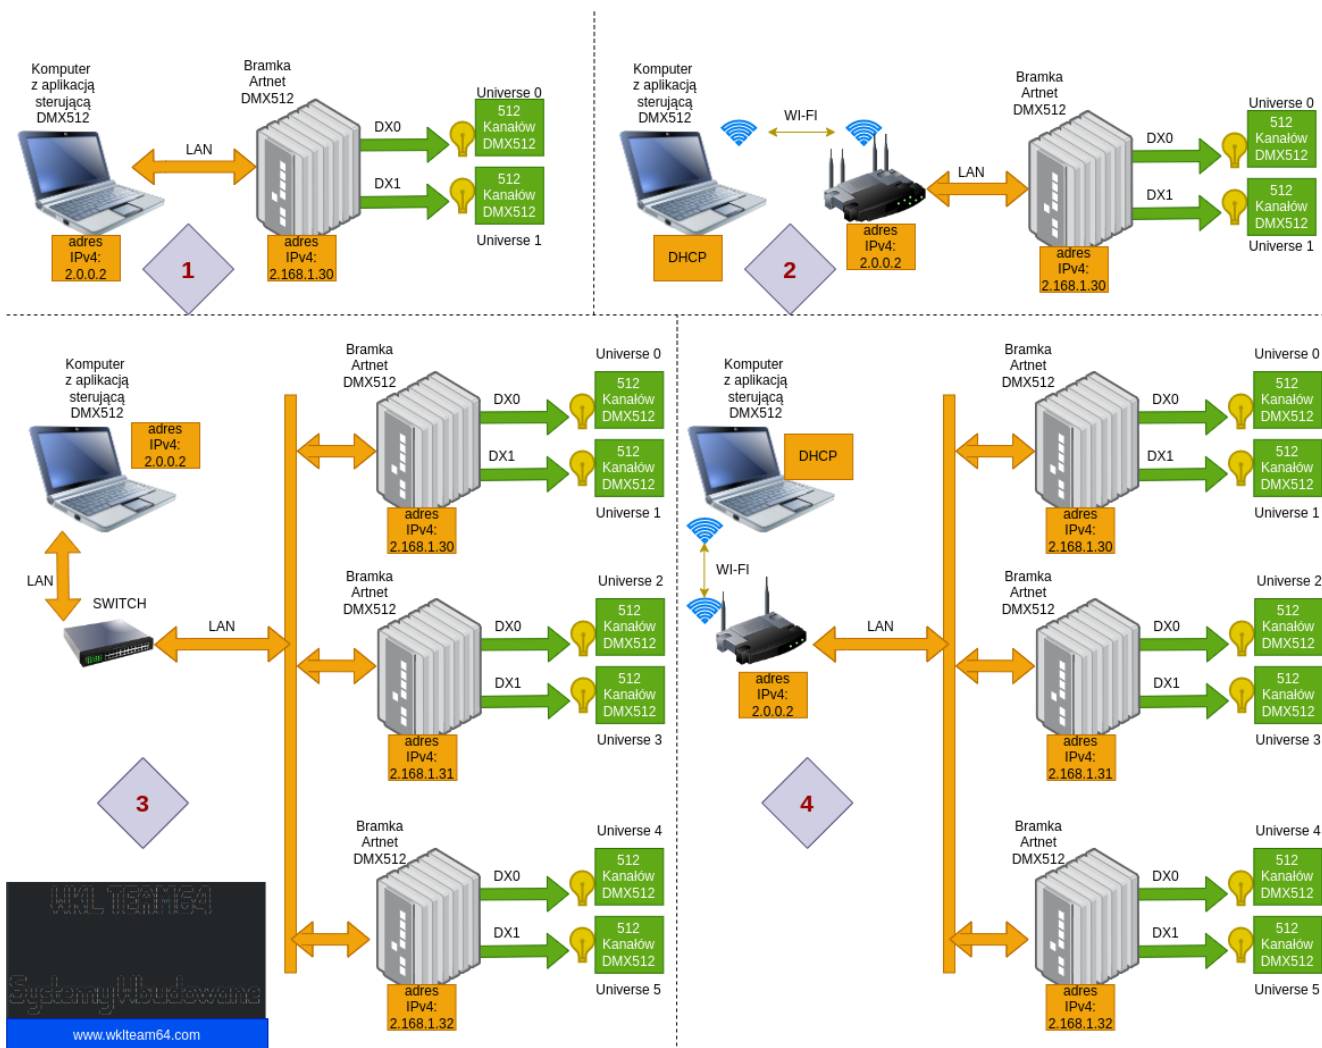 Komputer
z aplikacją
sterującą
DMX512
Bramka
Artnet
DMX512
LAN
DX0
DX1
Universe 0
512
Kanałów
DMX512
512
Kanałów
DMX512
Universe 1
adres
IPv4:
2.0.0.2
1
adres
IPv4:
2.168.1.30
Komputer
z aplikacją
sterującą
DMX512
WI-FI
LAN
Bramka
Artnet
DMX512
DX0
DX1
Universe 0
512
Kanałów
DMX512
512
Kanałów
DMX512
Universe 1
DHCP
2
adres
IPv4:
2.0.0.2
adres
IPv4:
2.168.1.30
Komputer
z aplikacją
sterującą
DMX512
adres
IPv4:
2.0.0.2
LAN
SWITCH
LAN
Bramka
Artnet
DMX512
DX0
DX1
Universe 0
512
Kanałów
DMX512
512
Kanałów
DMX512
Universe 1
adres
IPv4:
2.168.1.30
Bramka
Artnet
DMX512
DX0
DX1
Universe 2
512
Kanałów
DMX512
512
Kanałów
DMX512
Universe 3
adres
IPv4:
2.168.1.31
3
Bramka
Artnet
DMX512
DX0
DX1
Universe 4
512
Kanałów
DMX512
512
Kanałów
DMX512
Universe 5
adres
IPv4:
2.168.1.32
WKL TEAM64
Systemy Wbudowane
www.wklteam64.com
Komputer
z aplikacją
sterującą
DMX512
DHCP
WI-FI
adres
IPv4:
2.0.0.2
LAN
Bramka
Artnet
DMX512
DX0
DX1
Universe 0
512
Kanałów
DMX512
512
Kanałów
DMX512
Universe 1
adres
IPv4:
2.168.1.30
Bramka
Artnet
DMX512
DX0
DX1
Universe 2
512
Kanałów
DMX512
512
Kanałów
DMX512
Universe 3
adres
IPv4:
2.168.1.31
4
Bramka
Artnet
DMX512
DX0
DX1
Universe 4
512
Kanałów
DMX512
512
Kanałów
DMX512
Universe 5
adres
IPv4:
2.168.1.32